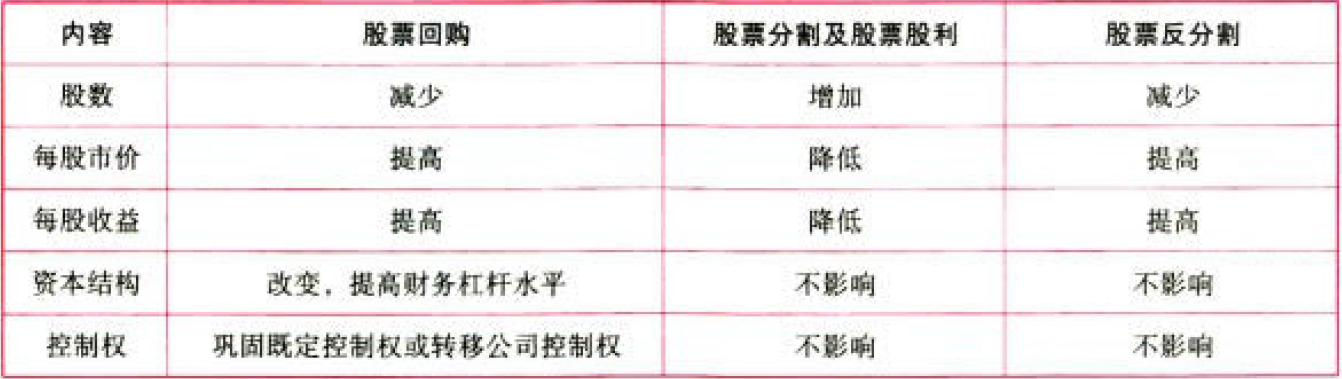 内容 股票回购 股票分割及股票股利 股票反分割
股数 减少 增加 减少
每股市价 提高 降低 提高
每股收益 提高 降低 提高
资本结构 改变，提高财务杠杆水平 不影响 不影响
控制权 巩固既定控制权或转移公司控制权 不影响 不影响